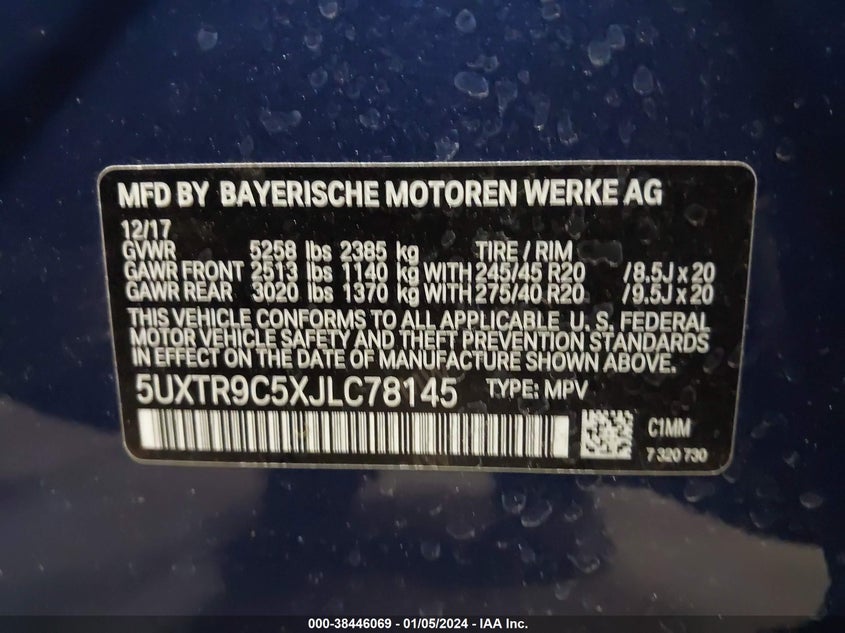 MFD BY BAYERISCHE MOTOREN WERKE AG
12/17
GVWR 5258 lbs 2385 kg TIRE / RIM
GAWR FRONT 2513 lbs 1140 kg WITH 245/45 R20 /8.5J x 20
GAWR REAR 3020 lbs 1370 kg WITH 275/40 R20 /9.5J x 20
THIS VEHICLE CONFORMS TO ALL APPLICABLE U. S. FEDERAL
MOTOR VEHICLE SAFETY AND THEFT PREVENTION STANDARDS
IN EFFECT ON THE DATE OF MANUFACTURE SHOWN ABOVE.
5UXTR9C5XJLC78145 TYPE: MPV
C1MM
7 320 730
000-38446069 - 01/05/2024 - IAA Inc.